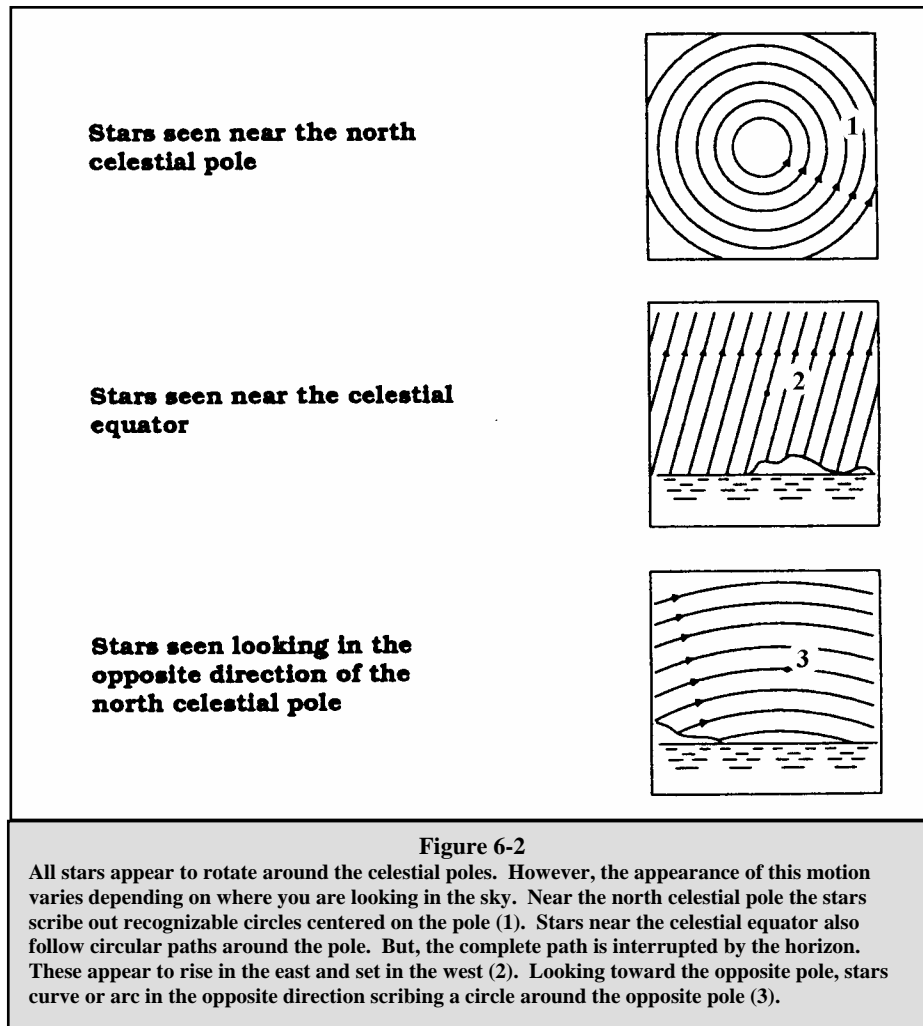 Stars seen near the north
celestial pole
1
Stars seen near the celestial
equator
2
Stars seen looking in the
opposite direction of the
north celestial pole
3
Figure 6-2
All stars appear to rotate around the celestial poles. However, the appearance of this motion
varies depending on where you are looking in the sky. Near the north celestial pole the stars
scribe out recognizable circles centered on the pole (1). Stars near the celestial equator also
follow circular paths around the pole. But, the complete path is interrupted by the horizon.
These appear to rise in the east and set in the west (2). Looking toward the opposite pole, stars
curve or arc in the opposite direction scribing a circle around the opposite pole (3).